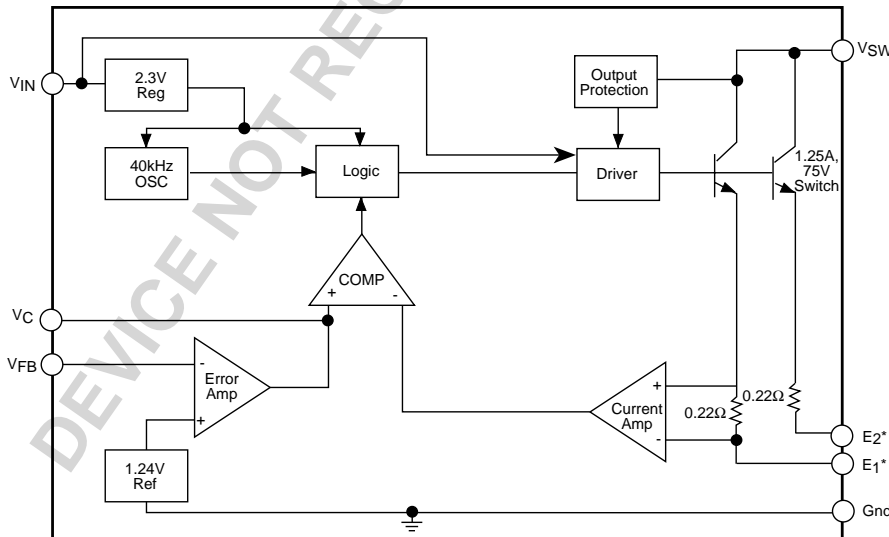 DEVICE NOT REC
VSW
VIN
2.3V
Reg
Output
Protection
40kHz
OSC
Logic
Driver
1.25A,
75V
Switch
COMP
+ -
VC
VFB
-
Error
Amp
+
+
Current
Amp
-
0.22Ω
0.22Ω
1.24V
Ref
E2*
E1*
Gnd